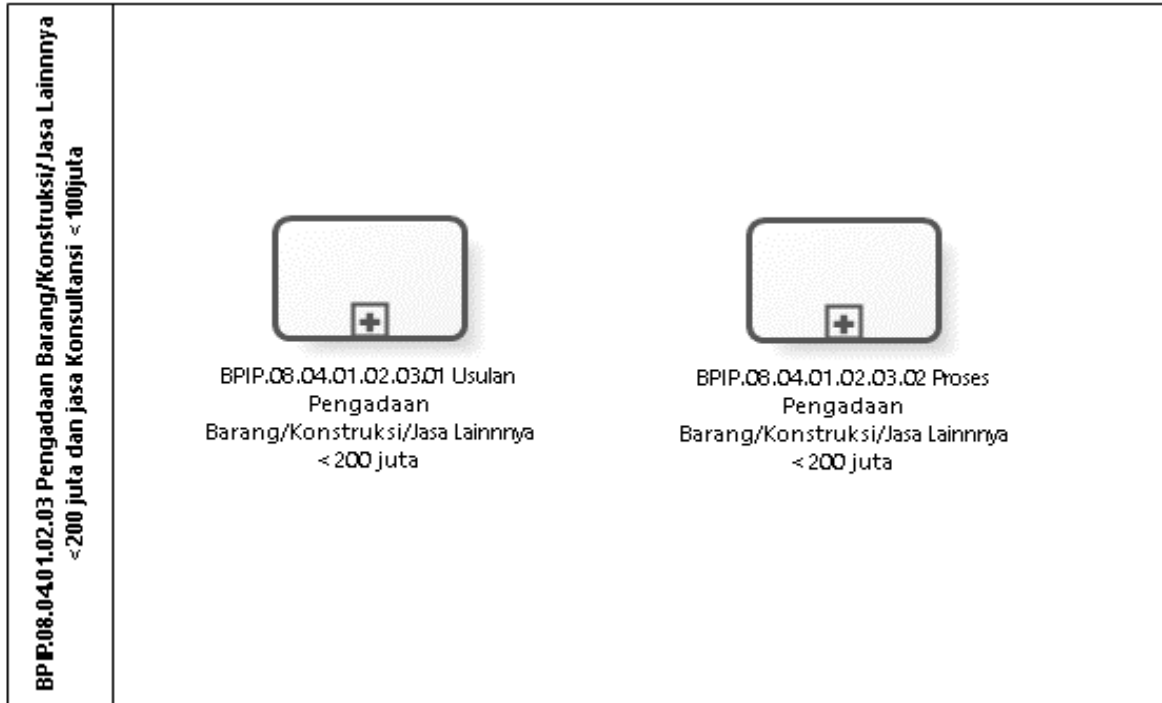 BPIP.08.04.01.02.03 Pengadaan Barang/Konstruksi/Jasa Lainnnya
<200 juta dan jasa Konsultansi <100juta
BPIP.08.04.01.02.03.01 Usulan
Pengadaan
Barang/Konstruksi/Jasa Lainnnya
<200 juta
BPIP.08.04.01.02.03.02 Proses
Pengadaan
Barang/Konstruksi/Jasa Lainnnya
<200 juta